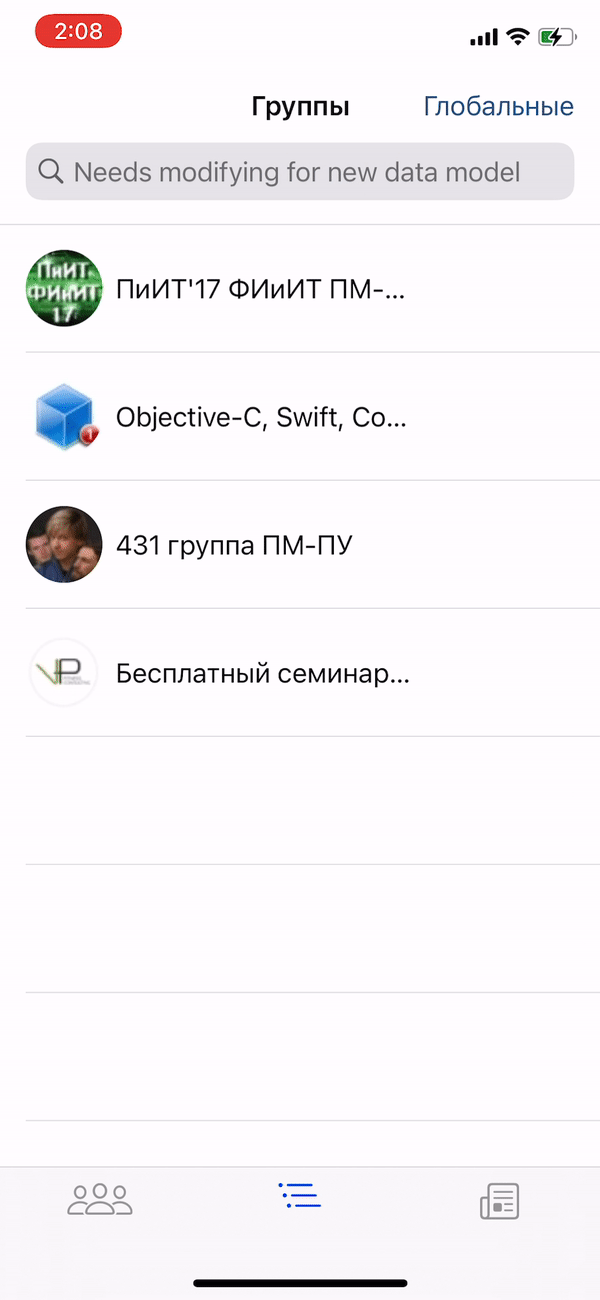 2:08
Группы
Глобальные
Needs modifying for new data model
ПиИТ
ФИиИТ
17
ПиИТ'17 ФИиИТ ПМ-...
1
Objective-C, Swift, Co...
431 группа ПМ-ПУ
VP
Бесплатный семинар...